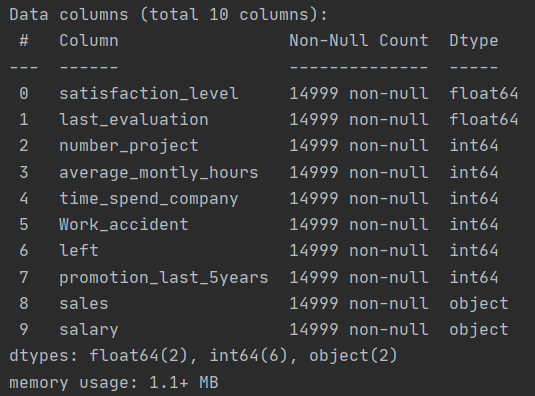 Data columns (total 10 columns):
 #   Column                 Non-Null Count  Dtype
---  ------                 --------------  -----
 0   satisfaction_level     14999 non-null  float64
 1   last_evaluation        14999 non-null  float64
 2   number_project         14999 non-null  int64
 3   average_montly_hours   14999 non-null  int64
 4   time_spend_company     14999 non-null  int64
 5   Work_accident          14999 non-null  int64
 6   left                   14999 non-null  int64
 7   promotion_last_5years  14999 non-null  int64
 8   sales                  14999 non-null  object
 9   salary                 14999 non-null  object
dtypes: float64(2), int64(6), object(2)
memory usage: 1.1+ MB